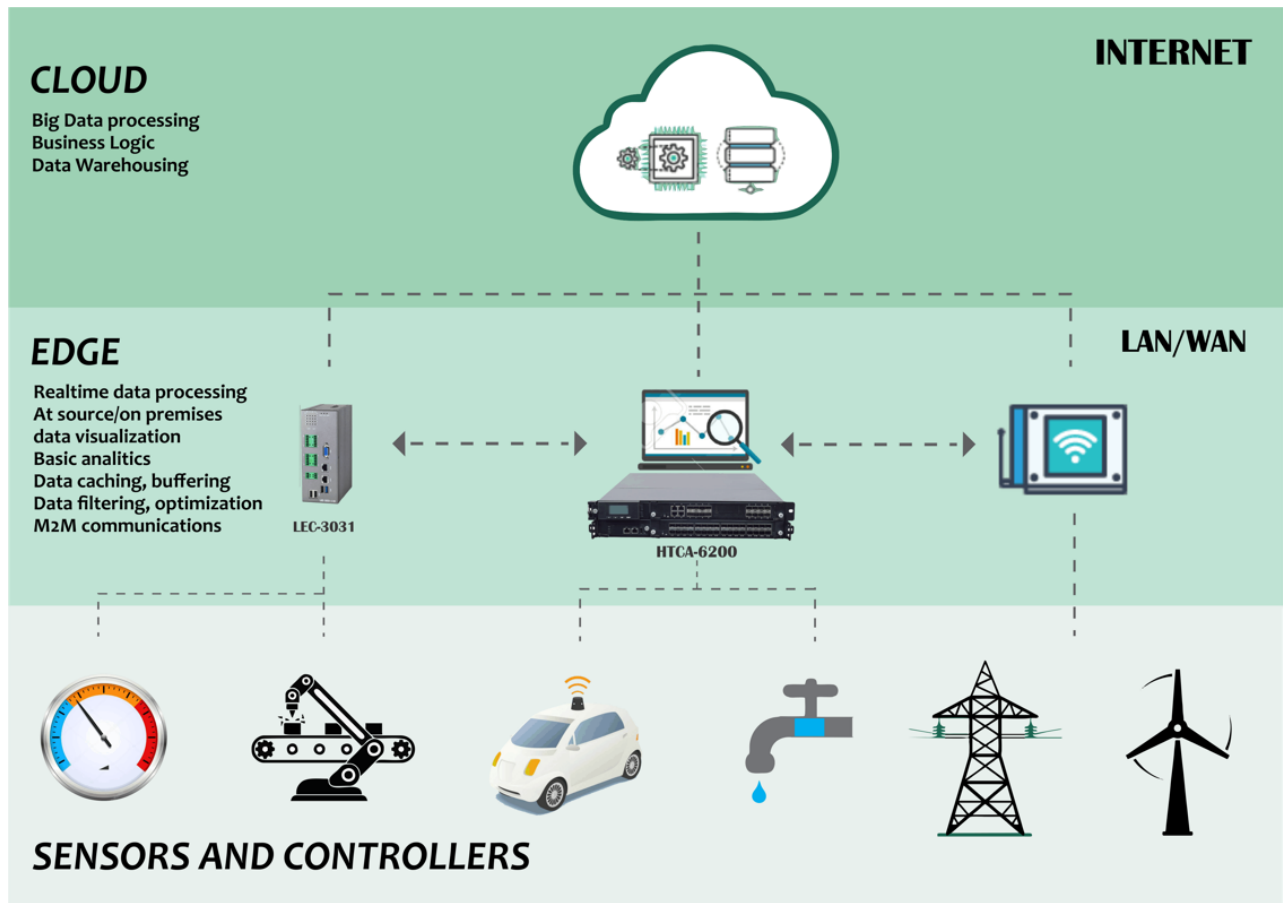 CLOUD
INTERNET
Big Data processing
Business Logic
Data Warehousing
EDGE
LAN/WAN
Realtime data processing
At source/on premises
data visualization
Basic analitics
Data caching, buffering
Data filtering, optimization
M2M communications
LEC-3031
HTCA-6200
SENSORS AND CONTROLLERS